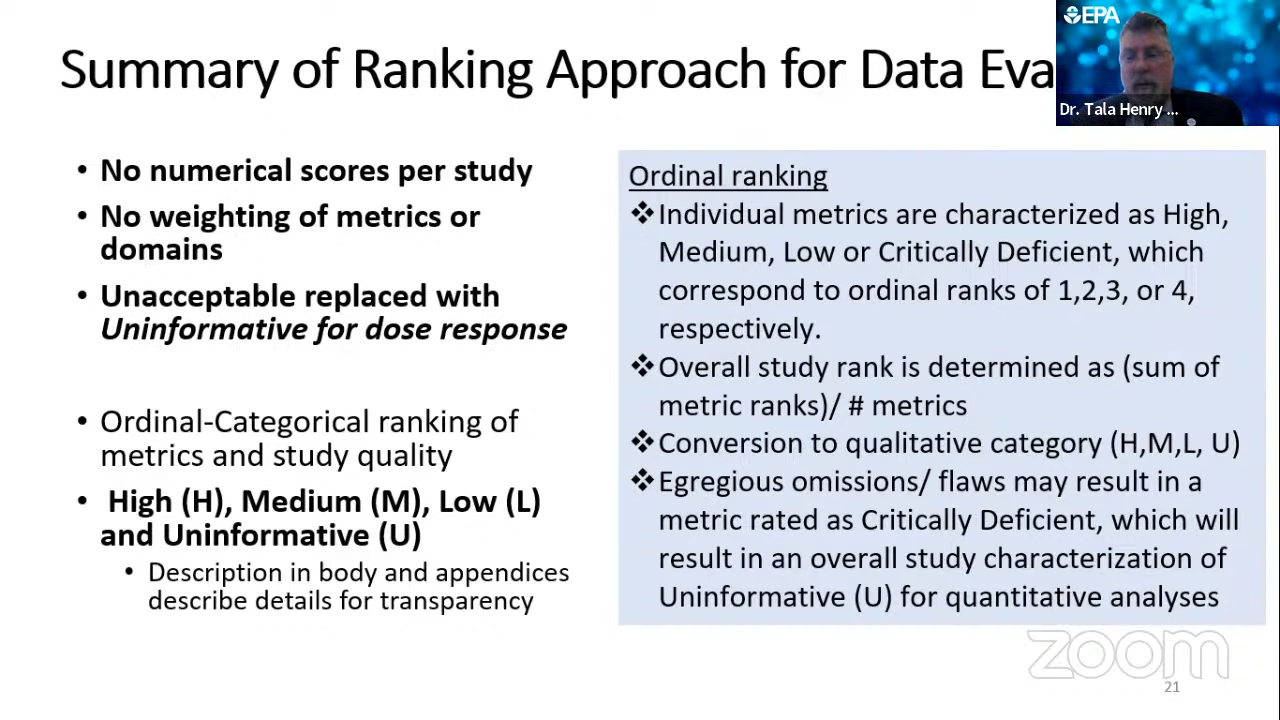 Summary of Ranking Approach for Data Eva
EPA
Dr. Tala Henry ...
• No numerical scores per study
• No weighting of metrics or
domains
• Unacceptable replaced with
Uninformative for dose response
• Ordinal-Categorical ranking of
metrics and study quality
• High (H), Medium (M), Low (L)
and Uninformative (U)
• Description in body and appendices
describe details for transparency
Ordinal ranking
❖Individual metrics are characterized as High,
Medium, Low or Critically Deficient, which
correspond to ordinal ranks of 1,2,3, or 4,
respectively.
❖Overall study rank is determined as (sum of
metric ranks)/ # metrics
❖Conversion to qualitative category (H,M,L, U)
❖Egregious omissions/ flaws may result in a
metric rated as Critically Deficient, which will
result in an overall study characterization of
Uninformative (U) for quantitative analyses
zoom
21